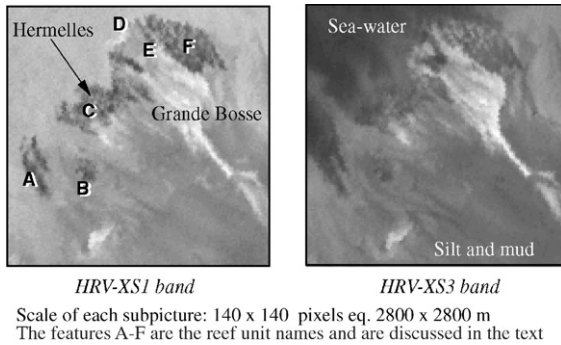 D
Hermelles
E
F
Sea-water
C
Grande Bosse
A
B
Silt and mud
HRV-XS1 band
HRV-XS3 band
Scale of each subpicture: 140 x 140 pixels eq. 2800 x 2800 m
The features A-F are the reef unit names and are discussed in the text